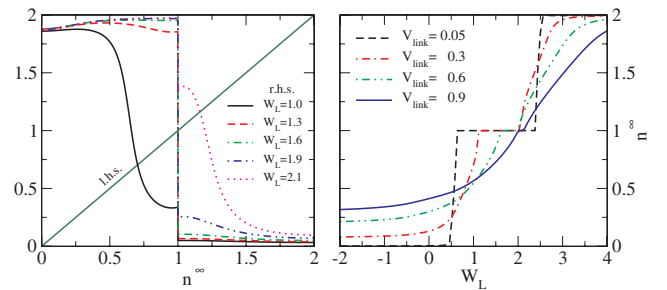 2
1.5
1
0.5
0
r.h.s.
W_L=1.0
W_L=1.3
W_L=1.6
W_L=1.9
W_L=2.1
l.h.s.
0 0.5 1 1.5 2
n^∞
V_link = 0.05
V_link = 0.3
V_link = 0.6
V_link = 0.9
2
1.5
1
0.5
0
n^∞
-2 -1 0 1 2 3 4
W_L